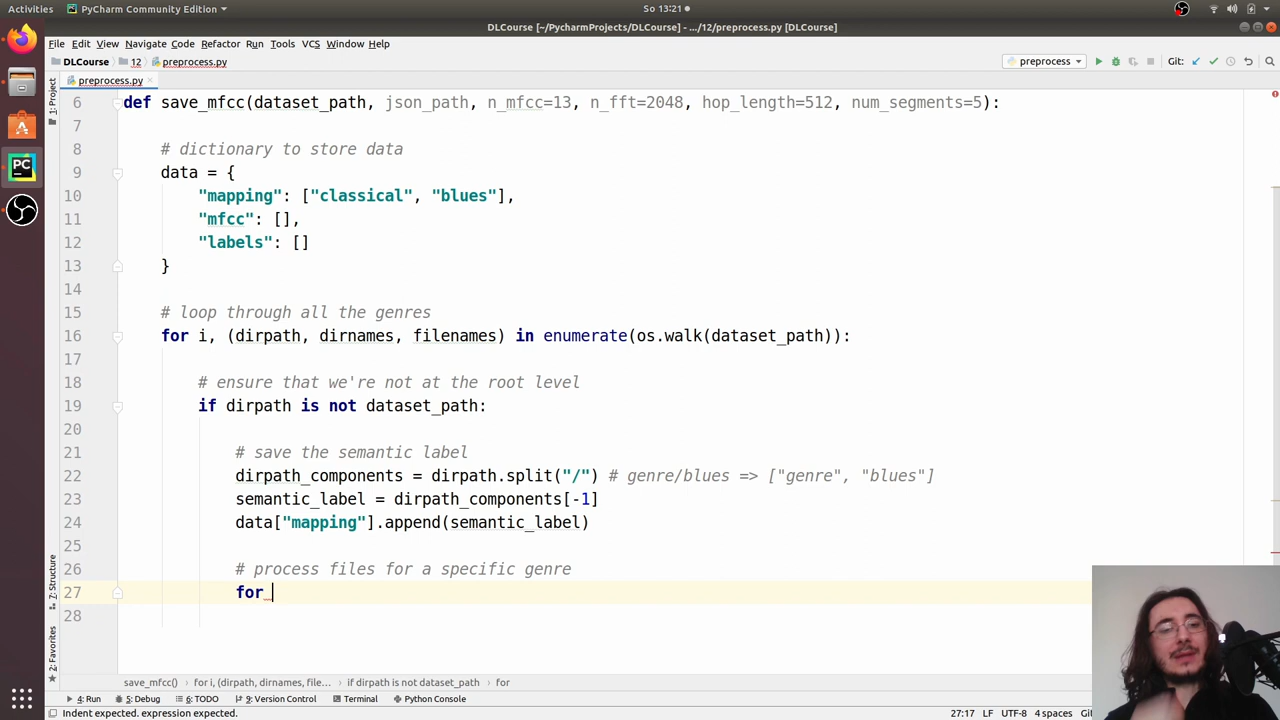 Activities PyCharm Community Edition So 13:21
DLCourse [~/PycharmProjects/DLCourse] - .../12/preprocess.py [DLCourse]
File Edit View Navigate Code Refactor Run Tools VCS Window Help
DLCourse 12 preprocess.py preprocess Git:
preprocess.py
1: Project
6 def save_mfcc(dataset_path, json_path, n_mfcc=13, n_fft=2048, hop_length=512, num_segments=5):
7
8 # dictionary to store data
9 data = {
10 "mapping": ["classical", "blues"],
11 "mfcc": [],
12 "labels": []
13 }
14
15 # loop through all the genres
16 for i, (dirpath, dirnames, filenames) in enumerate(os.walk(dataset_path)):
17
18 # ensure that we're not at the root level
19 if dirpath is not dataset_path:
20
21 # save the semantic label
22 dirpath_components = dirpath.split("/") # genre/blues => ["genre", "blues"]
23 semantic_label = dirpath_components[-1]
24 data["mapping"].append(semantic_label)
25
26 # process files for a specific genre
27 for
28
7: Structure
2: Favorites
save_mfcc() for i, (dirpath, dirnames, file... if dirpath is not dataset_path for
4: Run 5: Debug 6: TODO 9: Version Control Terminal Python Console
Indent expected. expression expected. 27:17 LF UTF-8 4 spaces